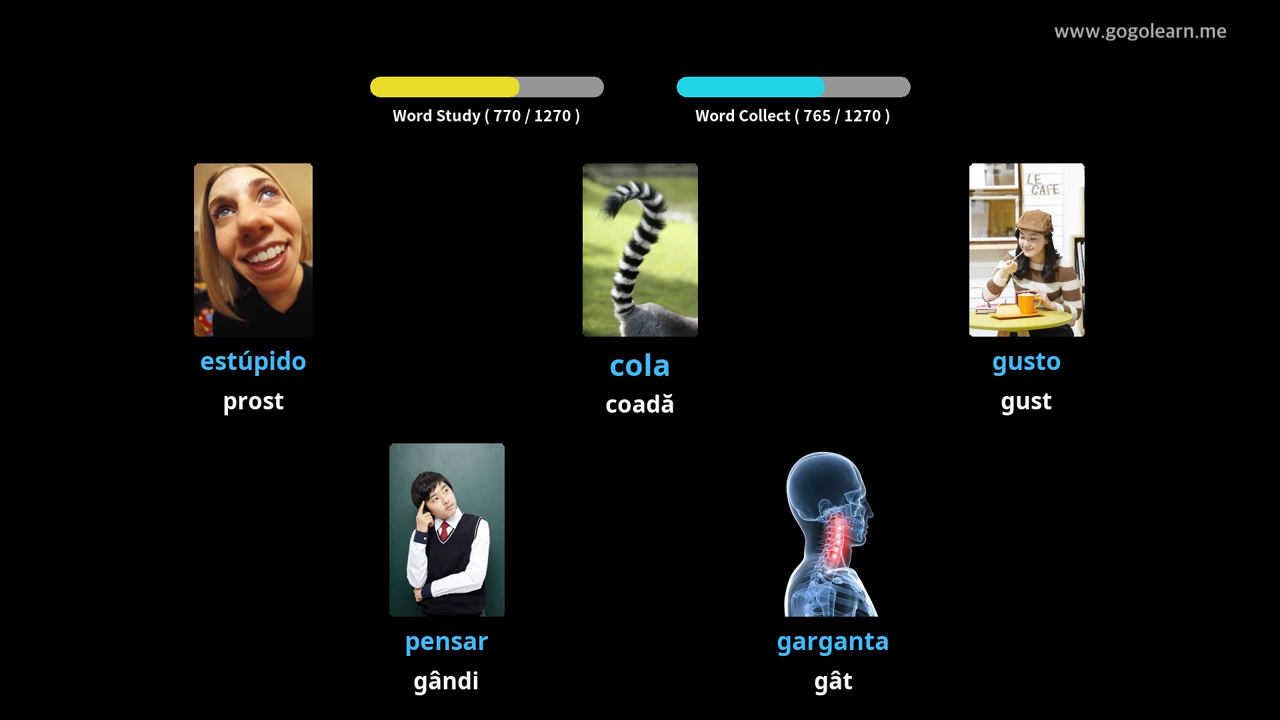 www.gogolearn.me
Word Study ( 770 / 1270 )
Word Collect ( 765 / 1270 )
LE CAFE
estúpido
prost
cola
coadă
gusto
gust
pensar
gândi
garganta
gât